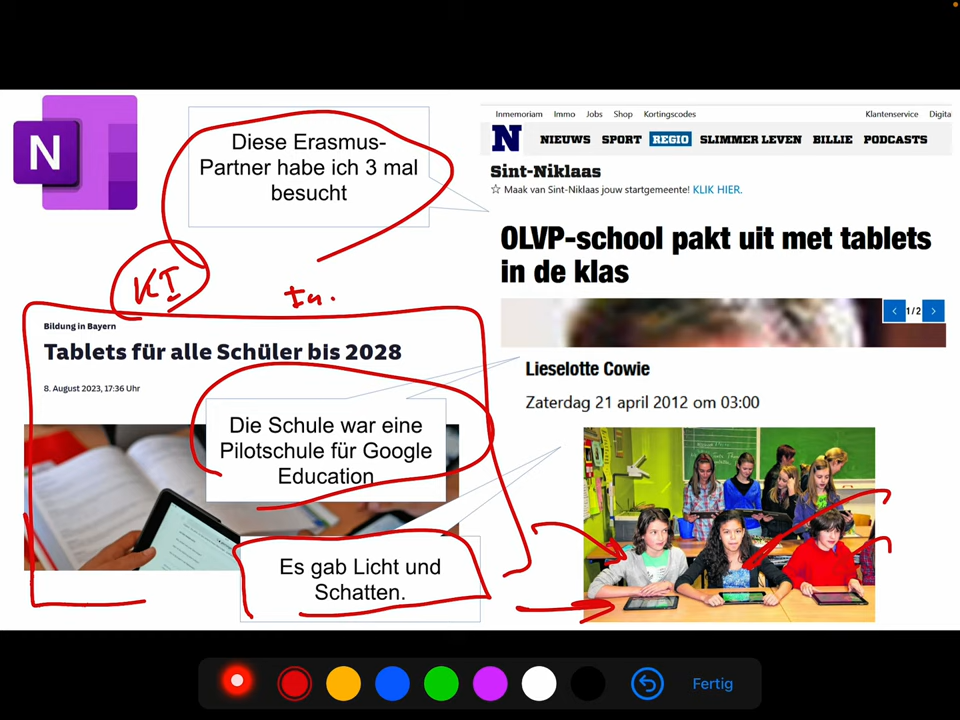 N
Diese Erasmus-
Partner habe ich 3 mal
besucht
KI
In.
Bildung in Bayern
Tablets für alle Schüler bis 2028
8. August 2023, 17:36 Uhr
Die Schule war eine
Pilotschule für Google
Education
Es gab Licht und
Schatten.
Inmemoriam Immo Jobs Shop Kortingscodes Klantenservice Digita
N NIEUWS SPORT REGIO SLIMMER LEVEN BILLIE PODCASTS
Sint-Niklaas
☆ Maak van Sint-Niklaas jouw startgemeente! KLIK HIER.
OLVP-school pakt uit met tablets
in de klas
< 1/2 >
Lieselotte Cowie
Zaterdag 21 april 2012 om 03:00
Fertig